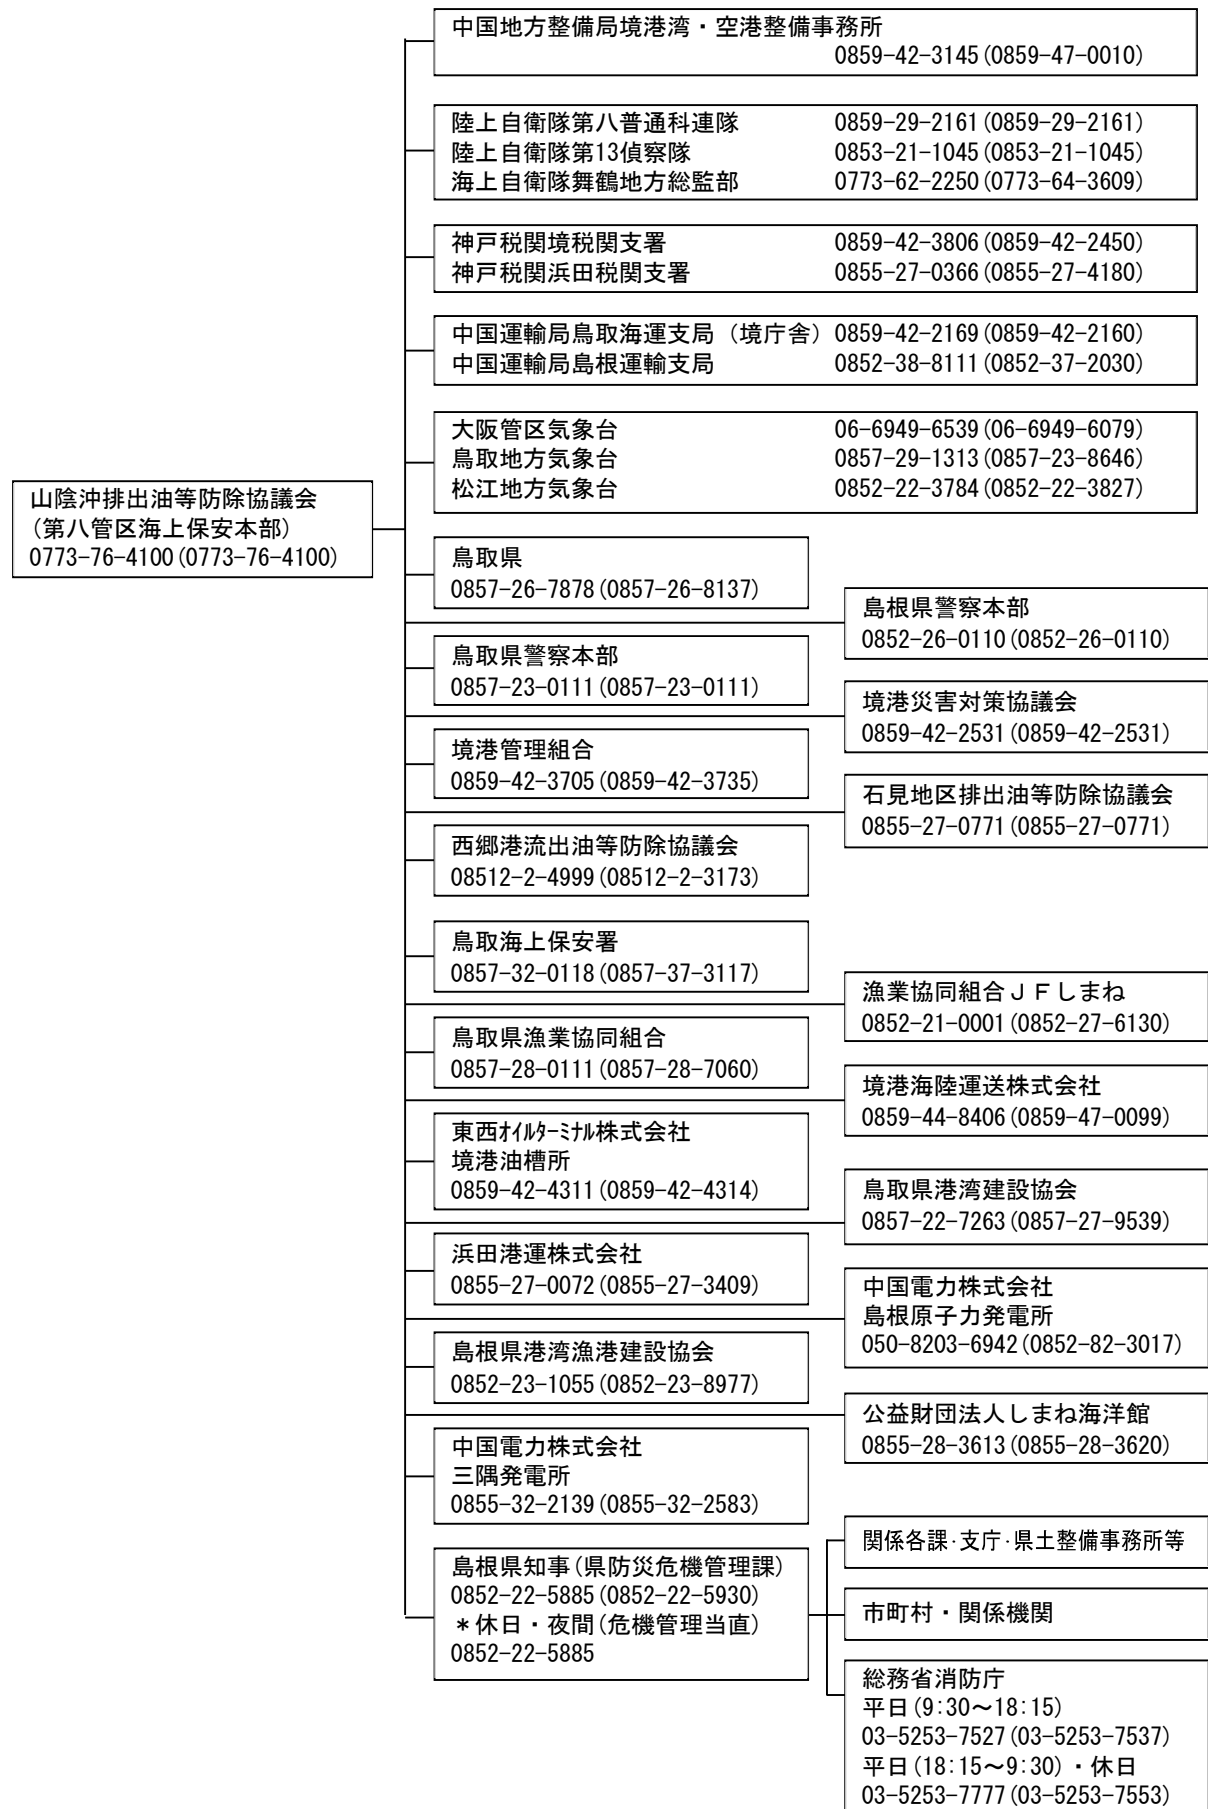 中国地方整備局境港湾・空港整備事務所
0859-42-3145(0859-47-0010)
陸上自衛隊第八普通科連隊 0859-29-2161(0859-29-2161)
陸上自衛隊第13偵察隊 0853-21-1045(0853-21-1045)
海上自衛隊舞鶴地方総監部 0773-62-2250(0773-64-3609)
神戸税関境税関支署 0859-42-3806(0859-42-2450)
神戸税関浜田税関支署 0855-27-0366(0855-27-4180)
中国運輸局鳥取海運支局（境庁舎）0859-42-2169(0859-42-2160)
中国運輸局島根運輸支局 0852-38-8111(0852-37-2030)
大阪管区気象台 06-6949-6539(06-6949-6079)
鳥取地方気象台 0857-29-1313(0857-23-8646)
松江地方気象台 0852-22-3784(0852-22-3827)
山陰沖排出油等防除協議会
(第八管区海上保安本部)
0773-76-4100(0773-76-4100)
鳥取県
0857-26-7878(0857-26-8137)
島根県警察本部
0852-26-0110(0852-26-0110)
鳥取県警察本部
0857-23-0111(0857-23-0111)
境港災害対策協議会
0859-42-2531(0859-42-2531)
境港管理組合
0859-42-3705(0859-42-3735)
石見地区排出油等防除協議会
0855-27-0771(0855-27-0771)
西郷港流出油等防除協議会
08512-2-4999(08512-2-3173)
鳥取海上保安署
0857-32-0118(0857-37-3117)
漁業協同組合ＪＦしまね
0852-21-0001(0852-27-6130)
鳥取県漁業協同組合
0857-28-0111(0857-28-7060)
境港海陸運送株式会社
0859-44-8406(0859-47-0099)
東西ｵｲﾙﾀｰﾐﾅﾙ株式会社
境港油槽所
0859-42-4311(0859-42-4314)
鳥取県港湾建設協会
0857-22-7263(0857-27-9539)
浜田港運株式会社
0855-27-0072(0855-27-3409)
中国電力株式会社
島根原子力発電所
050-8203-6942(0852-82-3017)
島根県港湾漁港建設協会
0852-23-1055(0852-23-8977)
公益財団法人しまね海洋館
0855-28-3613(0855-28-3620)
中国電力株式会社
三隅発電所
0855-32-2139(0855-32-2583)
関係各課・支庁・県土整備事務所等
島根県知事(県防災危機管理課)
0852-22-5885(0852-22-5930)
＊休日・夜間(危機管理当直)
0852-22-5885
市町村・関係機関
総務省消防庁
平日(9:30～18:15)
03-5253-7527(03-5253-7537)
平日(18:15～9:30)・休日
03-5253-7777(03-5253-7553)